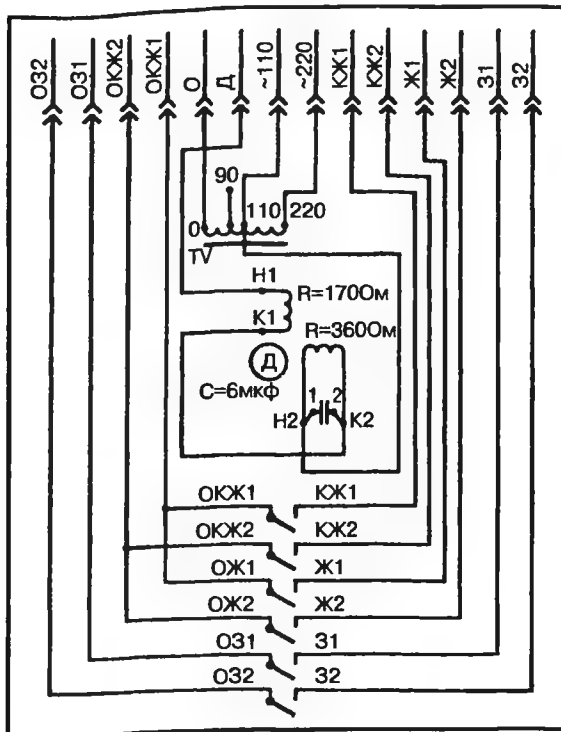 ОЗ2 ОЗ1 ОКЖ2 ОКЖ1 О Д ~110 ~220 КЖ1 КЖ2 Ж1 Ж2 З1 З2
90
0 110 220
TV
Н1 R=170Ом
К1 R=360Ом
Д
С=6мкф 1 2
Н2 К2
ОКЖ1 КЖ1
ОКЖ2 КЖ2
ОЖ1 Ж1
ОЖ2 Ж2
ОЗ1 З1
ОЗ2 З2